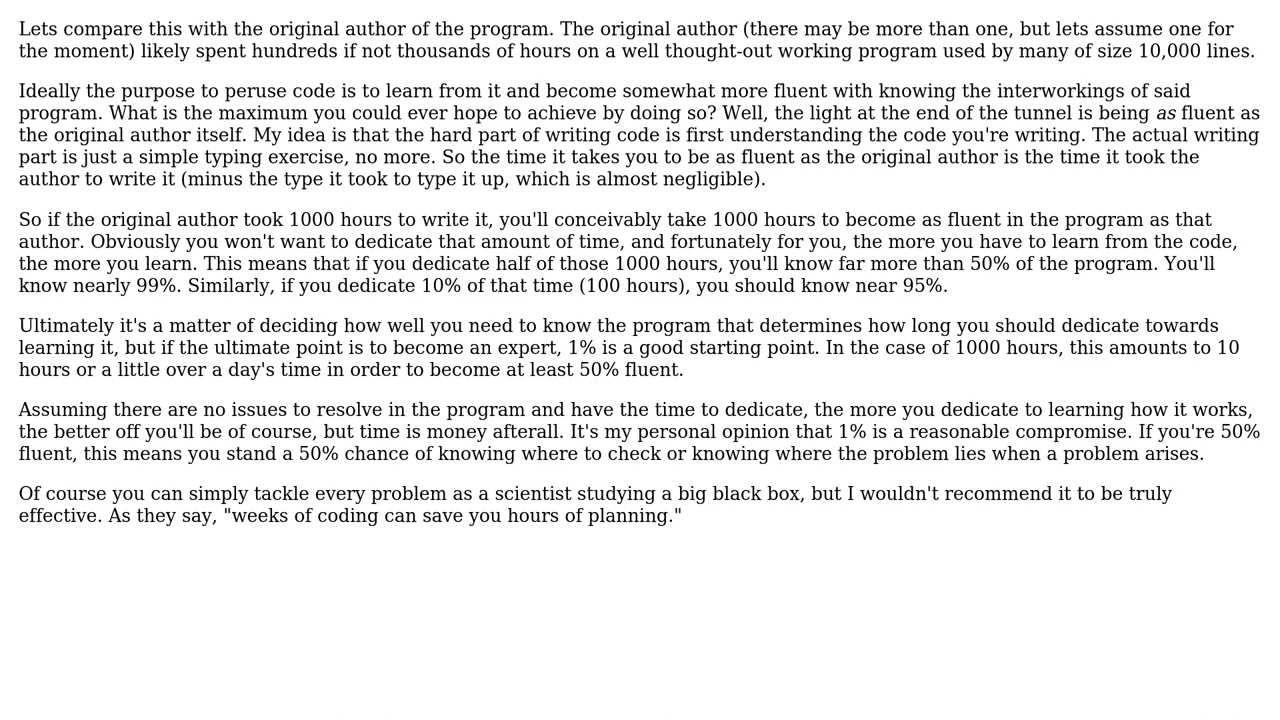 Lets compare this with the original author of the program. The original author (there may be more than one, but lets assume one for
the moment) likely spent hundreds if not thousands of hours on a well thought-out working program used by many of size 10,000 lines.
Ideally the purpose to peruse code is to learn from it and become somewhat more fluent with knowing the interworkings of said
program. What is the maximum you could ever hope to achieve by doing so? Well, the light at the end of the tunnel is being as fluent as
the original author itself. My idea is that the hard part of writing code is first understanding the code you're writing. The actual writing
part is just a simple typing exercise, no more. So the time it takes you to be as fluent as the original author is the time it took the
author to write it (minus the type it took to type it up, which is almost negligible).
So if the original author took 1000 hours to write it, you'll conceivably take 1000 hours to become as fluent in the program as that
author. Obviously you won't want to dedicate that amount of time, and fortunately for you, the more you have to learn from the code,
the more you learn. This means that if you dedicate half of those 1000 hours, you'll know far more than 50% of the program. You'll
know nearly 99%. Similarly, if you dedicate 10% of that time (100 hours), you should know near 95%.
Ultimately it's a matter of deciding how well you need to know the program that determines how long you should dedicate towards
learning it, but if the ultimate point is to become an expert, 1% is a good starting point. In the case of 1000 hours, this amounts to 10
hours or a little over a day's time in order to become at least 50% fluent.
Assuming there are no issues to resolve in the program and have the time to dedicate, the more you dedicate to learning how it works,
the better off you'll be of course, but time is money afterall. It's my personal opinion that 1% is a reasonable compromise. If you're 50%
fluent, this means you stand a 50% chance of knowing where to check or knowing where the problem lies when a problem arises.
Of course you can simply tackle every problem as a scientist studying a big black box, but I wouldn't recommend it to be truly
effective. As they say, "weeks of coding can save you hours of planning."